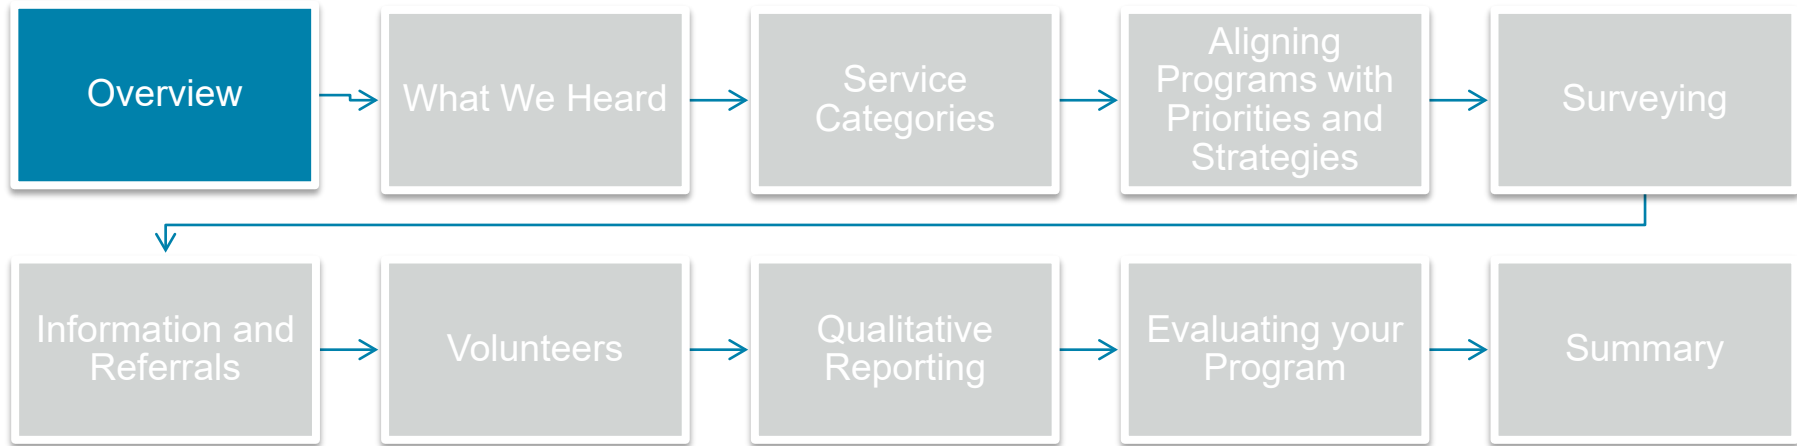 Overview
What We Heard
Service
Categories
Aligning
Programs with
Priorities and
Strategies
Surveying
Information and
Referrals
Volunteers
Qualitative
Reporting
Evaluating your
Program
Summary